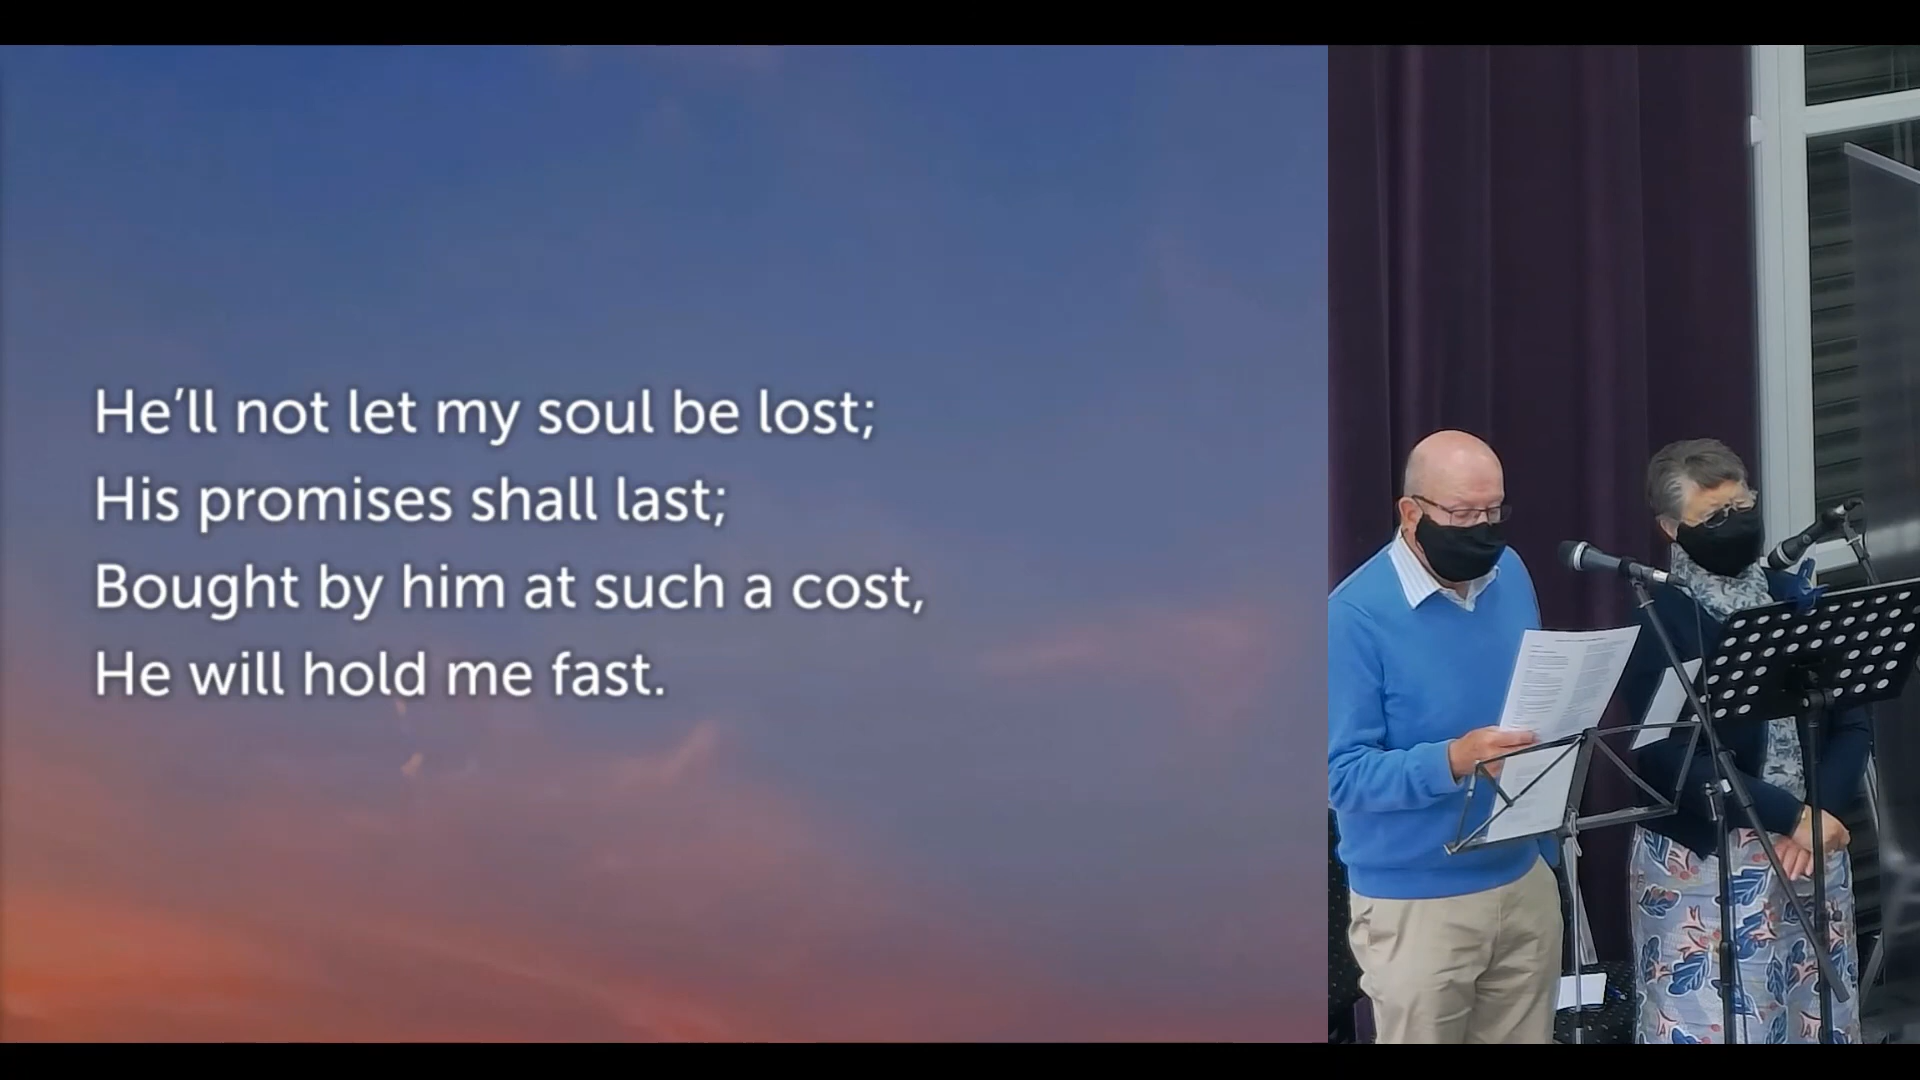 He’ll not let my soul be lost;
His promises shall last;
Bought by him at such a cost,
He will hold me fast.